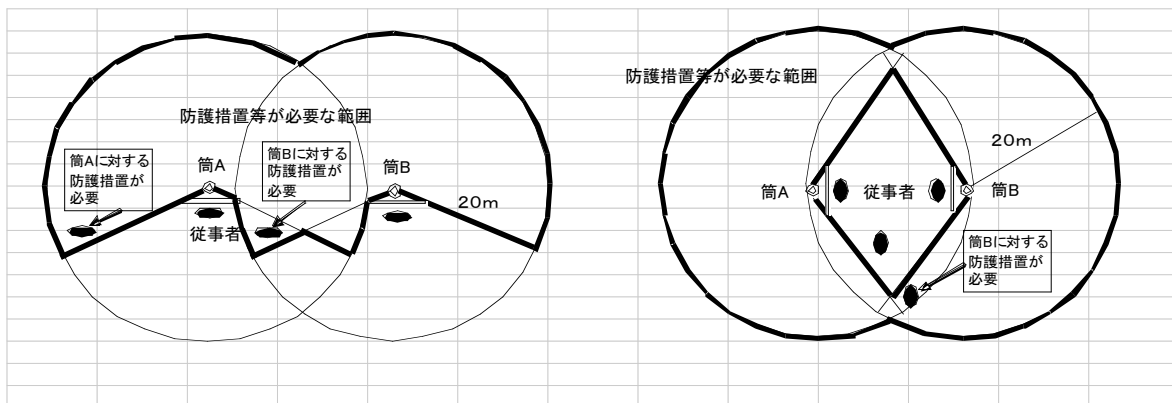 防護措置等が必要な範囲
筒Aに対する
防護措置が
必要
筒A
筒Bに対する
防護措置が
必要
筒B
20m
従事者
防護措置等が必要な範囲
20m
筒A
従事者
筒B
筒Bに対する
防護措置が
必要